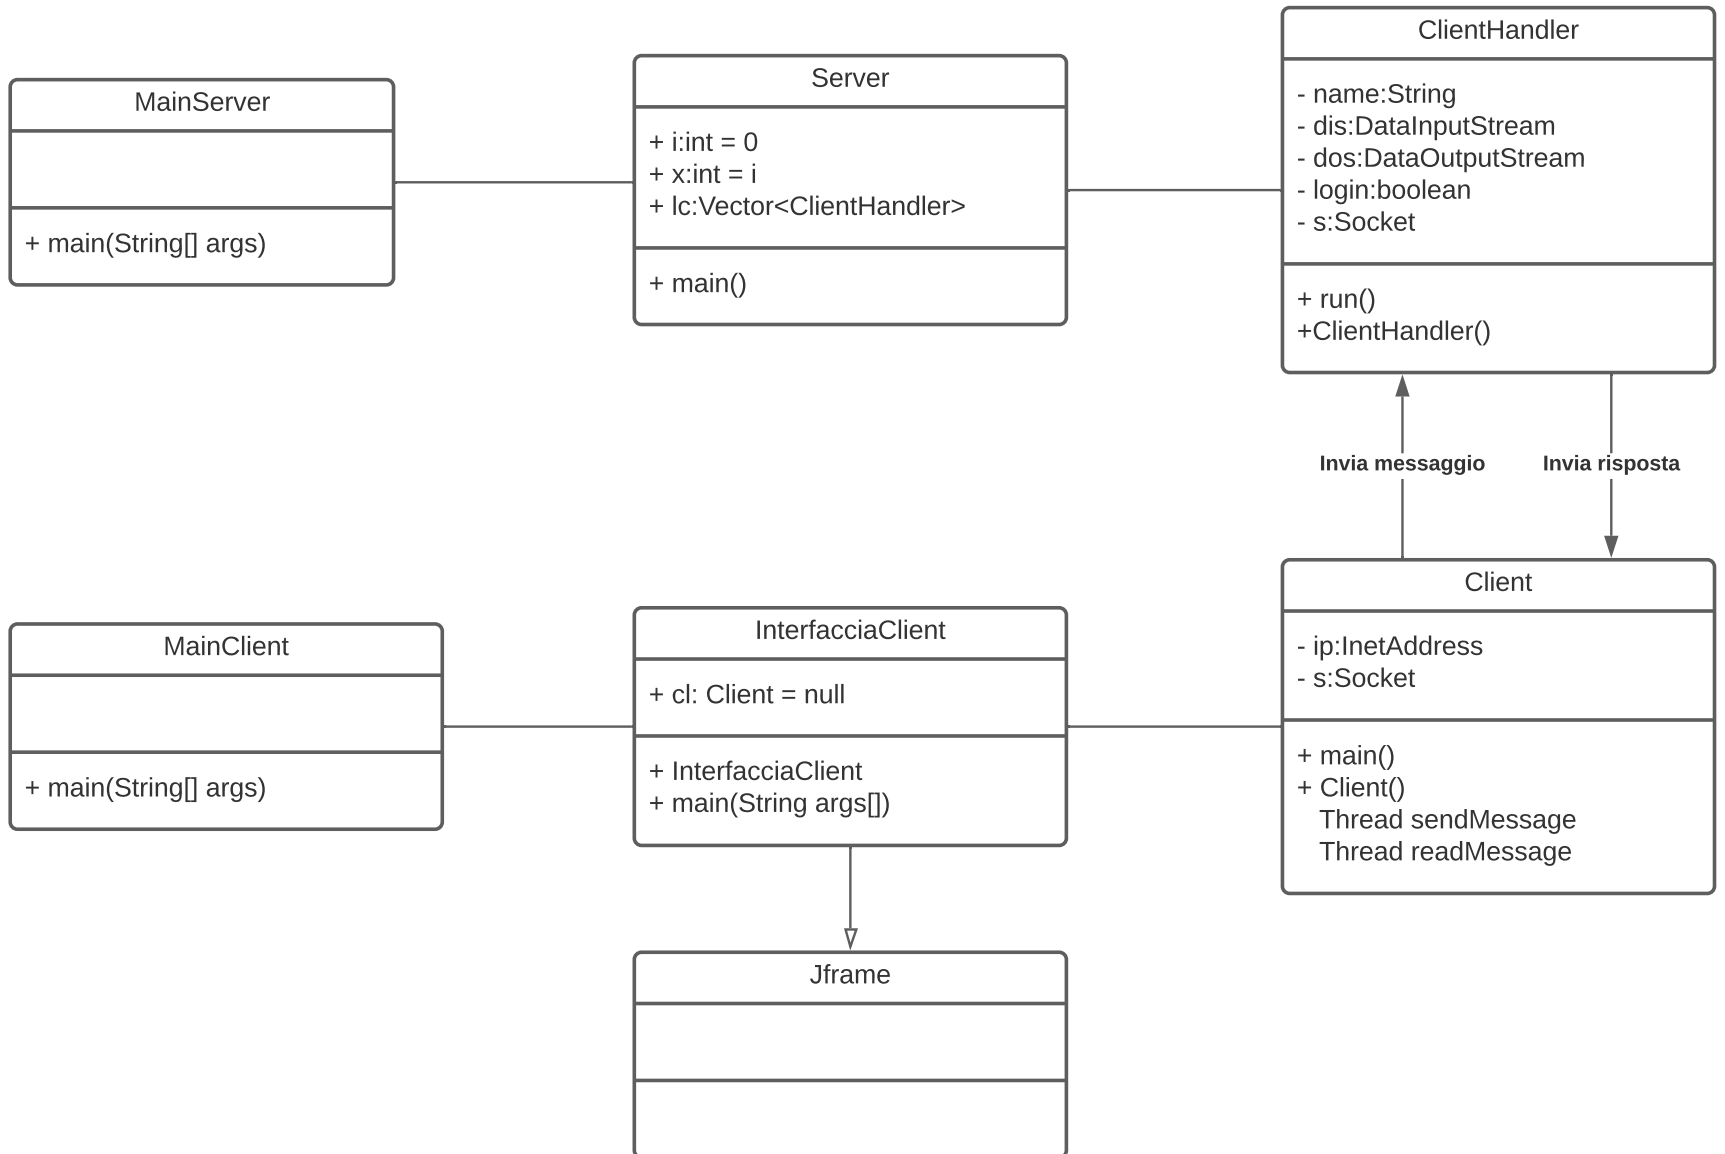 MainServer
+ main(String[] args)
Server
+ i:int = 0
+ x:int = i
+ lc:Vector<ClientHandler>
+ main()
ClientHandler
- name:String
- dis:DataInputStream
- dos:DataOutputStream
- login:boolean
- s:Socket
+ run()
+ClientHandler()
Invia messaggio
Invia risposta
MainClient
+ main(String[] args)
InterfacciaClient
+ cl: Client = null
+ InterfacciaClient
+ main(String args[])
Client
- ip:InetAddress
- s:Socket
+ main()
+ Client()
Thread sendMessage
Thread readMessage
Jframe